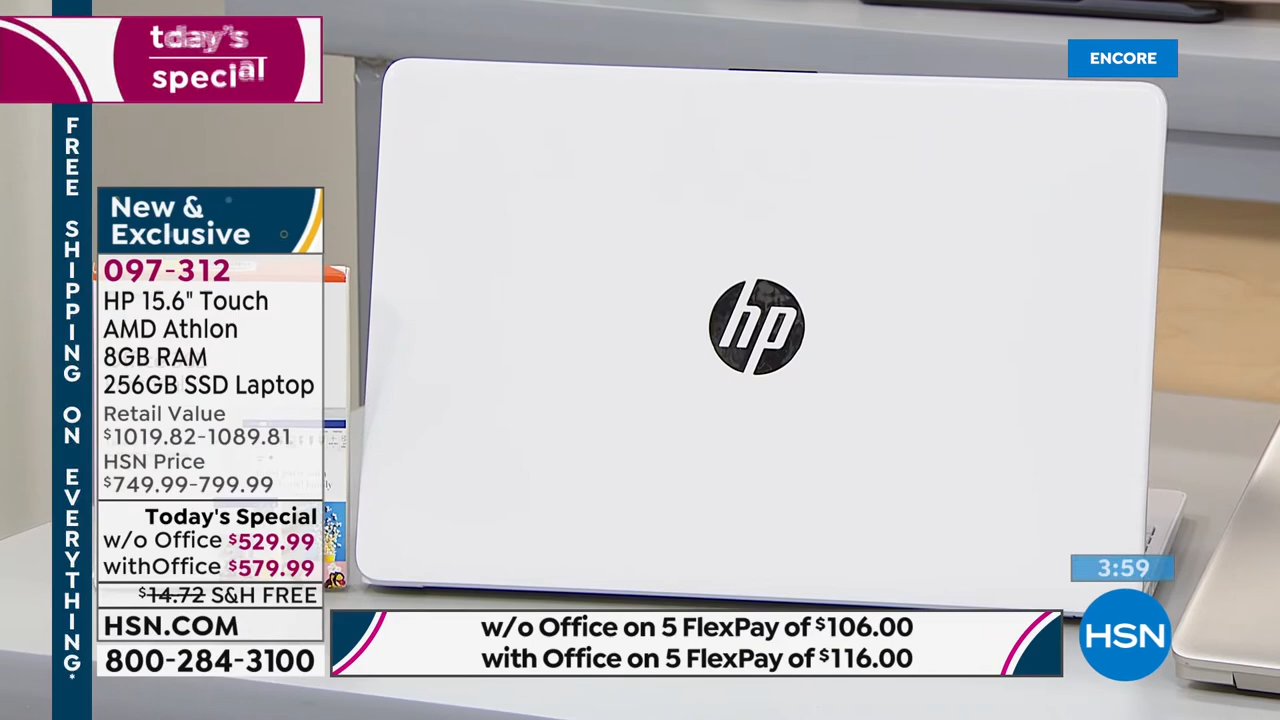 today's
special
ENCORE
FREE SHIPPING ON EVERYTHING*
New &
Exclusive
097-312
HP 15.6" Touch
AMD Athlon
8GB RAM
256GB SSD Laptop
Retail Value
$1019.82-1089.81
HSN Price
$749.99-799.99
Today's Special
w/o Office $529.99
withOffice $579.99
$14.72 S&H FREE
HSN.COM
800-284-3100
hp
3:59
HSN
w/o Office on 5 FlexPay of $106.00
with Office on 5 FlexPay of $116.00